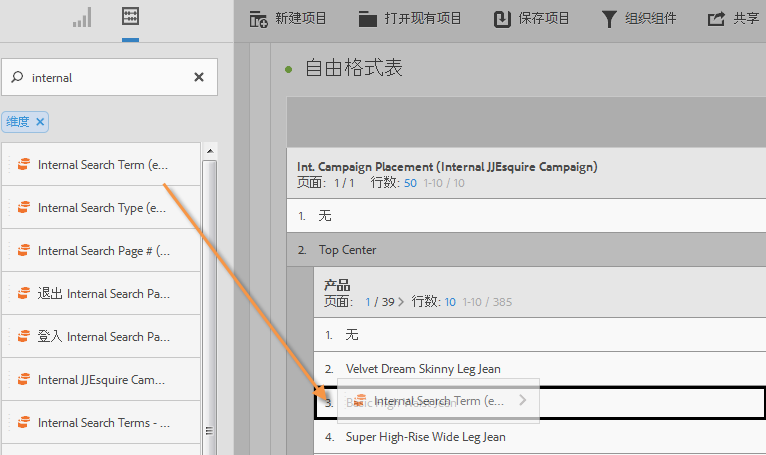 新建项目 打开现有项目 保存项目 组织组件 共享
internal
维度
Internal Search Term (e...
Internal Search Type (e...
Internal Search Page # (...
退出 Internal Search Pa...
登入 Internal Search Pa...
Internal JJEsquire Cam...
Internal Search Terms - ...
自由格式表
Int. Campaign Placement (Internal JJEsquire Campaign)
页面: 1 / 1 行数: 50 1-10 / 10
1. 无
2. Top Center
产品
页面: 1 / 39 行数: 10 1-10 / 385
1. 无
2. Velvet Dream Skinny Leg Jean
3. Internal Search Term (e...
4. Super High-Rise Wide Leg Jean